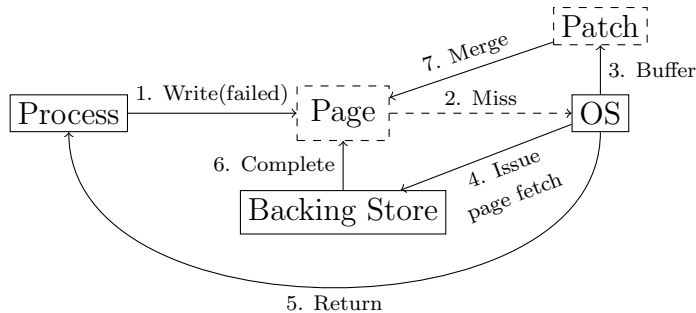 Patch
7. Merge
3. Buffer
1. Write(failed)
Process
Page
2. Miss
OS
6. Complete
4. Issue
page fetch
Backing Store
5. Return